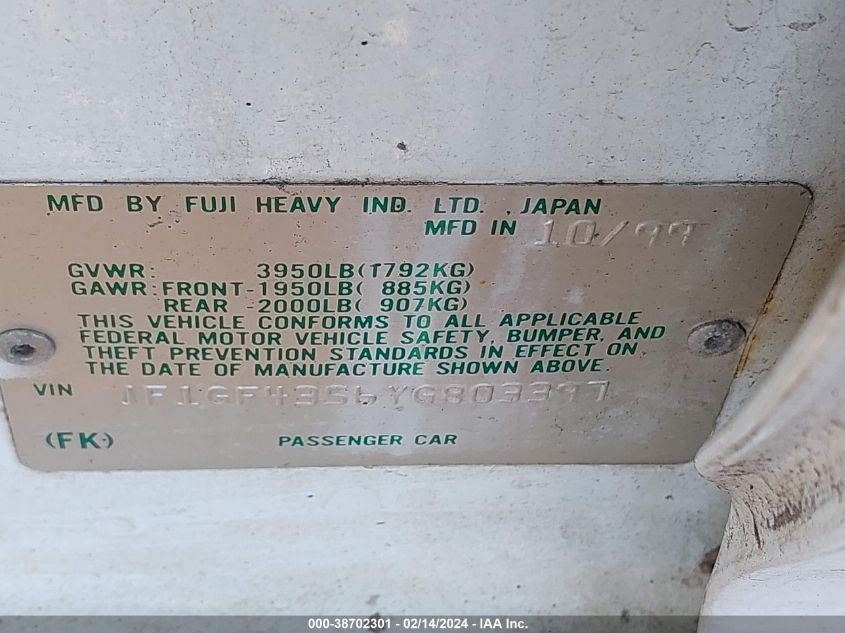 MFD BY FUJI HEAVY IND. LTD. , JAPAN
MFD IN 10/99
GVWR: 3950LB(1792KG)
GAWR:FRONT-1950LB( 885KG)
REAR -2000LB( 907KG)
THIS VEHICLE CONFORMS TO ALL APPLICABLE
FEDERAL MOTOR VEHICLE SAFETY, BUMPER, AND
THEFT PREVENTION STANDARDS IN EFFECT ON
THE DATE OF MANUFACTURE SHOWN ABOVE.
VIN JF1GF4356YG803397
(FK) PASSENGER CAR
000-38702301 - 02/14/2024 - IAA Inc.